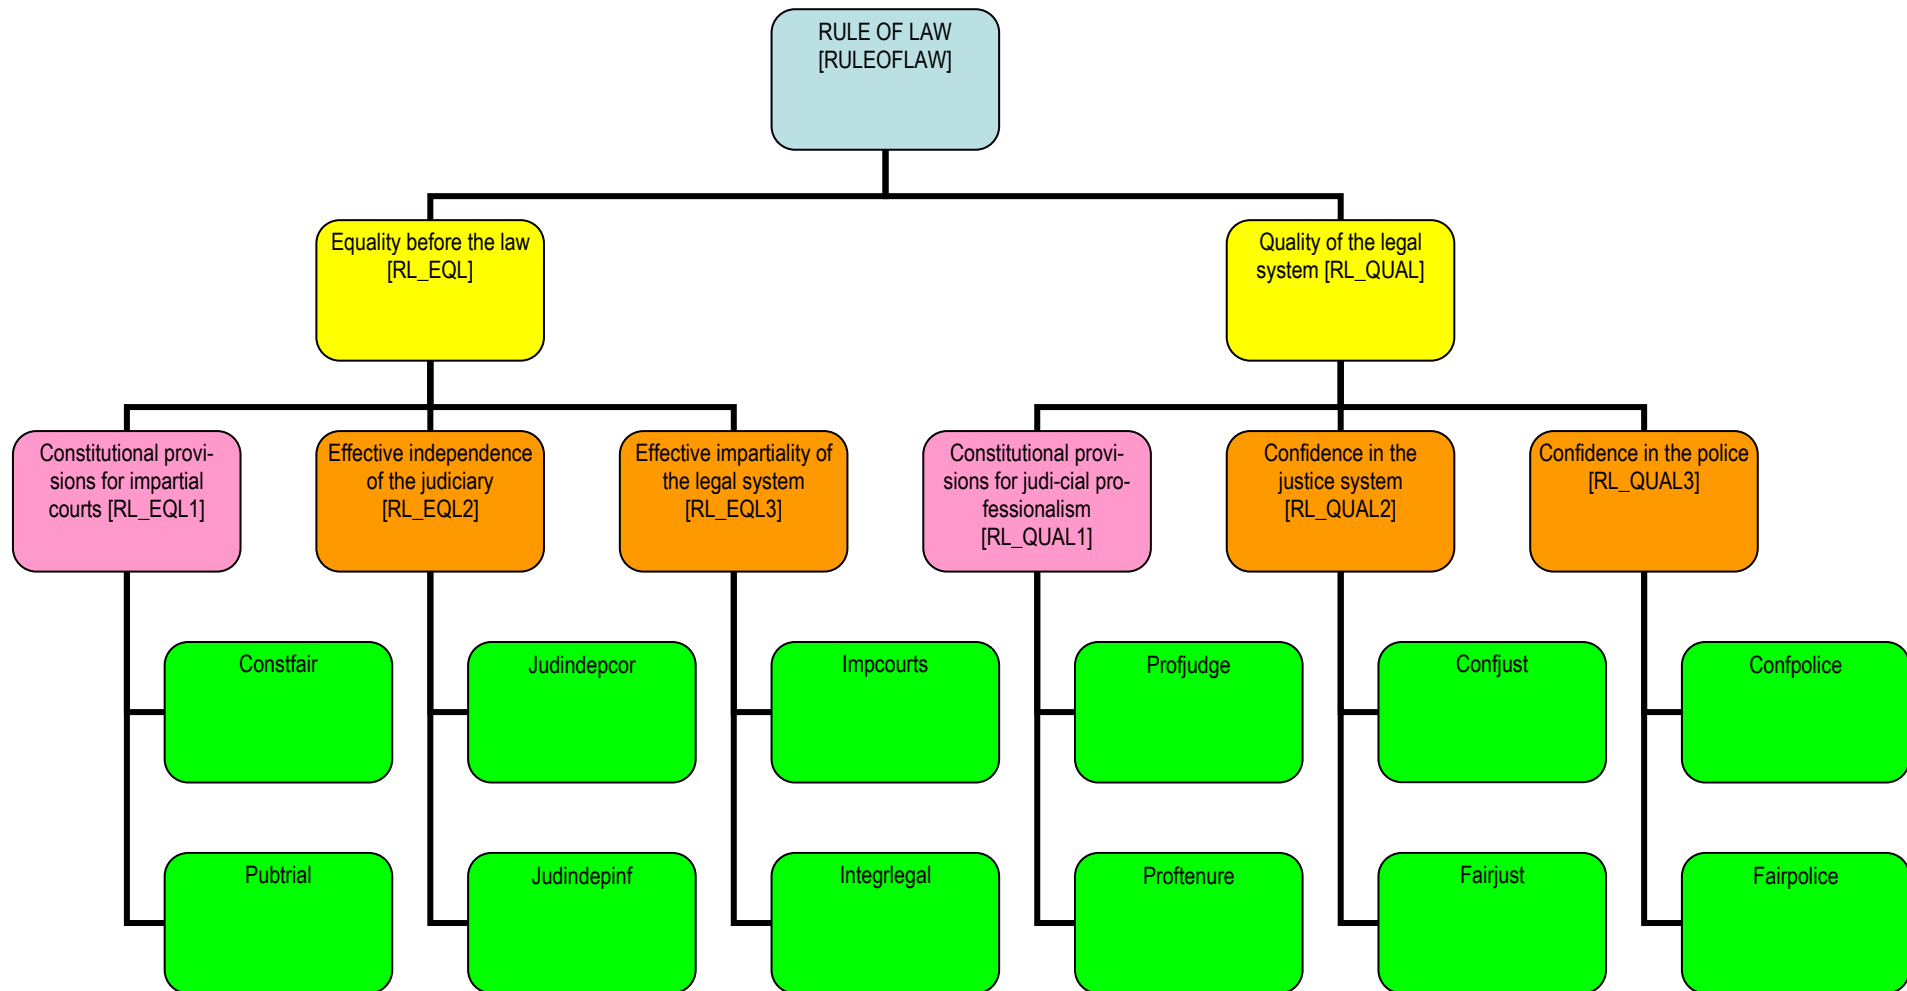 RULE OF LAW
[RULEOFLAW]
Equality before the law
[RL_EQL]
Quality of the legal
system [RL_QUAL]
Constitutional provi-
sions for impartial
courts [RL_EQL1]
Effective independence
of the judiciary
[RL_EQL2]
Effective impartiality of
the legal system
[RL_EQL3]
Constitutional provi-
sions for judi-cial pro-
fessionalism
[RL_QUAL1]
Confidence in the
justice system
[RL_QUAL2]
Confidence in the police
[RL_QUAL3]
Constfair
Judindepcor
Impcourts
Profjudge
Confjust
Confpolice
Pubtrial
Judindepinf
Integrlegal
Proftenure
Fairjust
Fairpolice